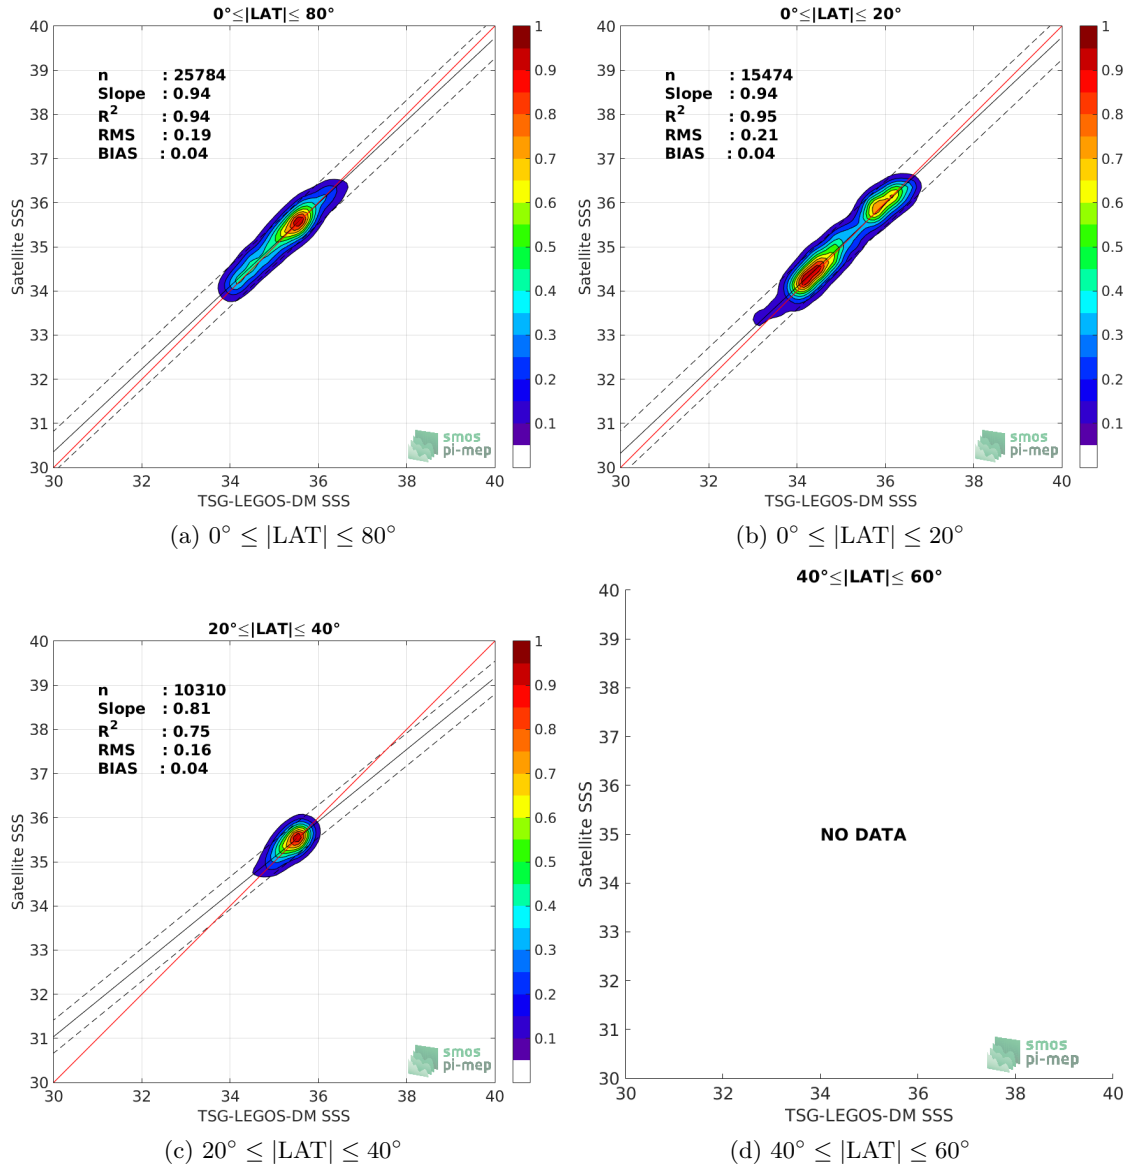 0°≤|LAT|≤ 80°
40
39
38
37
36
35
34
33
32
31
30
Satellite SSS
n : 25784
Slope : 0.94
R² : 0.94
RMS : 0.19
BIAS : 0.04
smos
pi-mep
30 32 34 36 38 40
TSG-LEGOS-DM SSS
1
0.9
0.8
0.7
0.6
0.5
0.4
0.3
0.2
0.1
(a) 0° ≤ |LAT| ≤ 80°
0°≤|LAT|≤ 20°
40
39
38
37
36
35
34
33
32
31
30
Satellite SSS
n : 15474
Slope : 0.94
R² : 0.95
RMS : 0.21
BIAS : 0.04
smos
pi-mep
30 32 34 36 38 40
TSG-LEGOS-DM SSS
1
0.9
0.8
0.7
0.6
0.5
0.4
0.3
0.2
0.1
(b) 0° ≤ |LAT| ≤ 20°
20°≤|LAT|≤ 40°
40
39
38
37
36
35
34
33
32
31
30
Satellite SSS
n : 10310
Slope : 0.81
R² : 0.75
RMS : 0.16
BIAS : 0.04
smos
pi-mep
30 32 34 36 38 40
TSG-LEGOS-DM SSS
1
0.9
0.8
0.7
0.6
0.5
0.4
0.3
0.2
0.1
(c) 20° ≤ |LAT| ≤ 40°
40°≤|LAT|≤ 60°
40
39
38
37
36
35
34
33
32
31
30
Satellite SSS
NO DATA
smos
pi-mep
30 32 34 36 38 40
TSG-LEGOS-DM SSS
(d) 40° ≤ |LAT| ≤ 60°